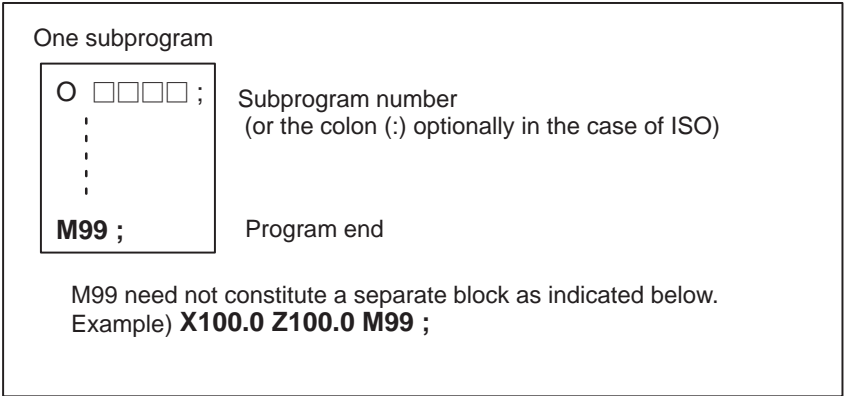 One subprogram
O □□□□ ;
Subprogram number
(or the colon (:) optionally in the case of ISO)
M99 ;
Program end
M99 need not constitute a separate block as indicated below.
Example) X100.0 Z100.0 M99 ;